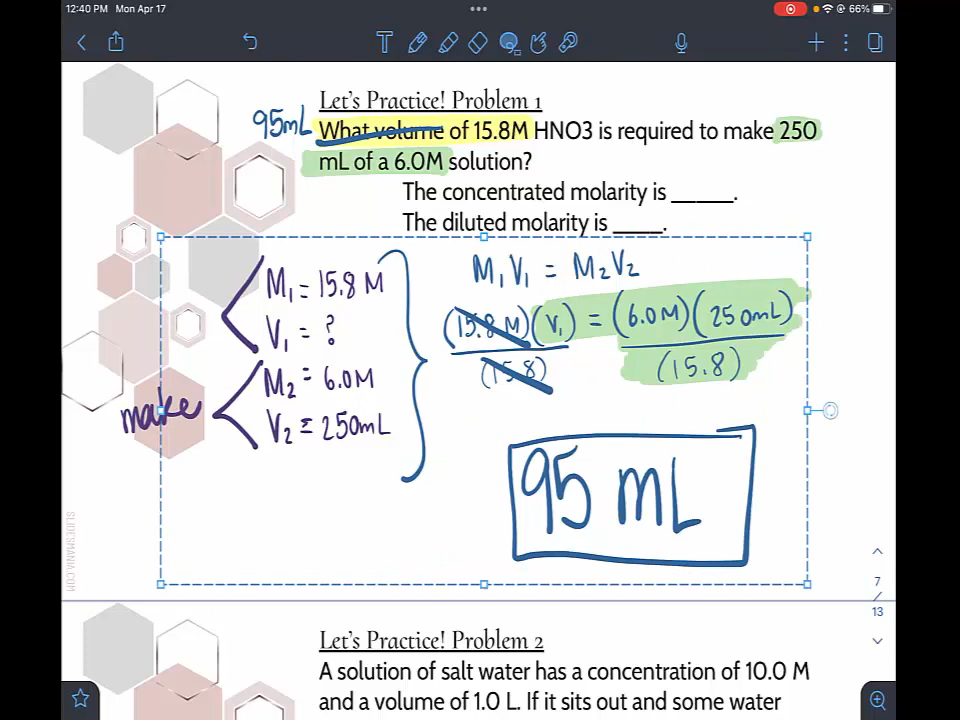 12:40 PM Mon Apr 17
66%
Let's Practice! Problem 1
95mL
What volume of 15.8M HNO3 is required to make 250
mL of a 6.0M solution?
The concentrated molarity is _____.
The diluted molarity is ____.
M₁ = 15.8 M
V₁ = ?
M₂ = 6.0M
V₂ = 250mL
make
M₁V₁ = M₂V₂
(15.8 M)(V₁) = (6.0M)(250mL)
(15.8) (15.8)
95 mL
SLIDESMANIA.COM
7
/
13
Let's Practice! Problem 2
A solution of salt water has a concentration of 10.0 M
and a volume of 1.0 L. If it sits out and some water